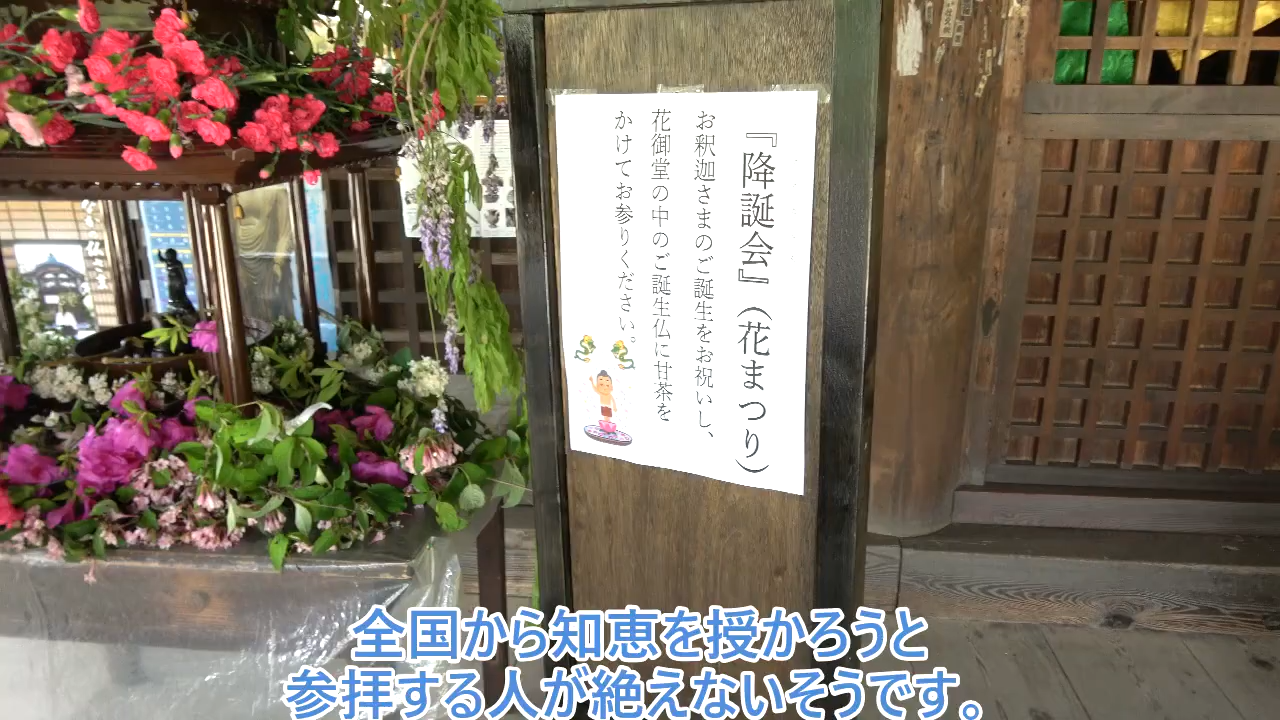 『降誕会』（花まつり）
お釈迦さまのご誕生をお祝いし、
花御堂の中のご誕生仏に甘茶を
かけてお参りください。
全国から知恵を授かろうと
参拝する人が絶えないそうです。